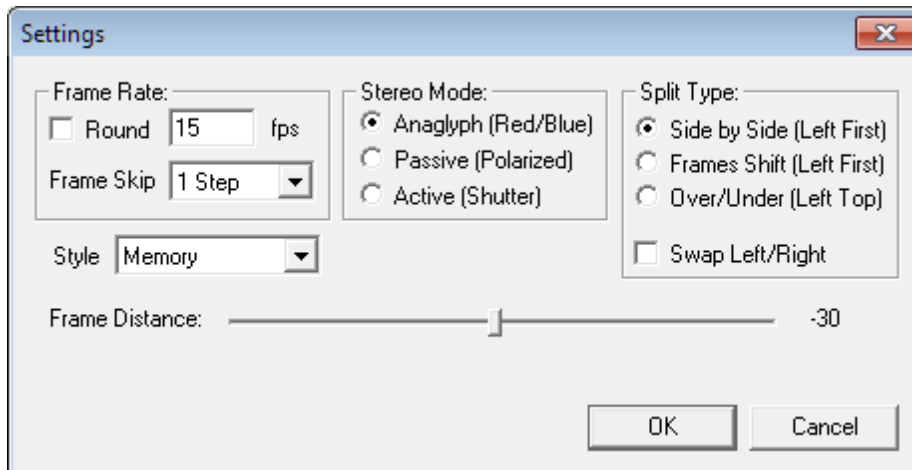 Settings
Frame Rate:
Round 15 fps
Frame Skip 1 Step
Style Memory
Stereo Mode:
Anaglyph (Red/Blue)
Passive (Polarized)
Active (Shutter)
Split Type:
Side by Side (Left First)
Frames Shift (Left First)
Over/Under (Left Top)
Swap Left/Right
Frame Distance: -30
OK Cancel